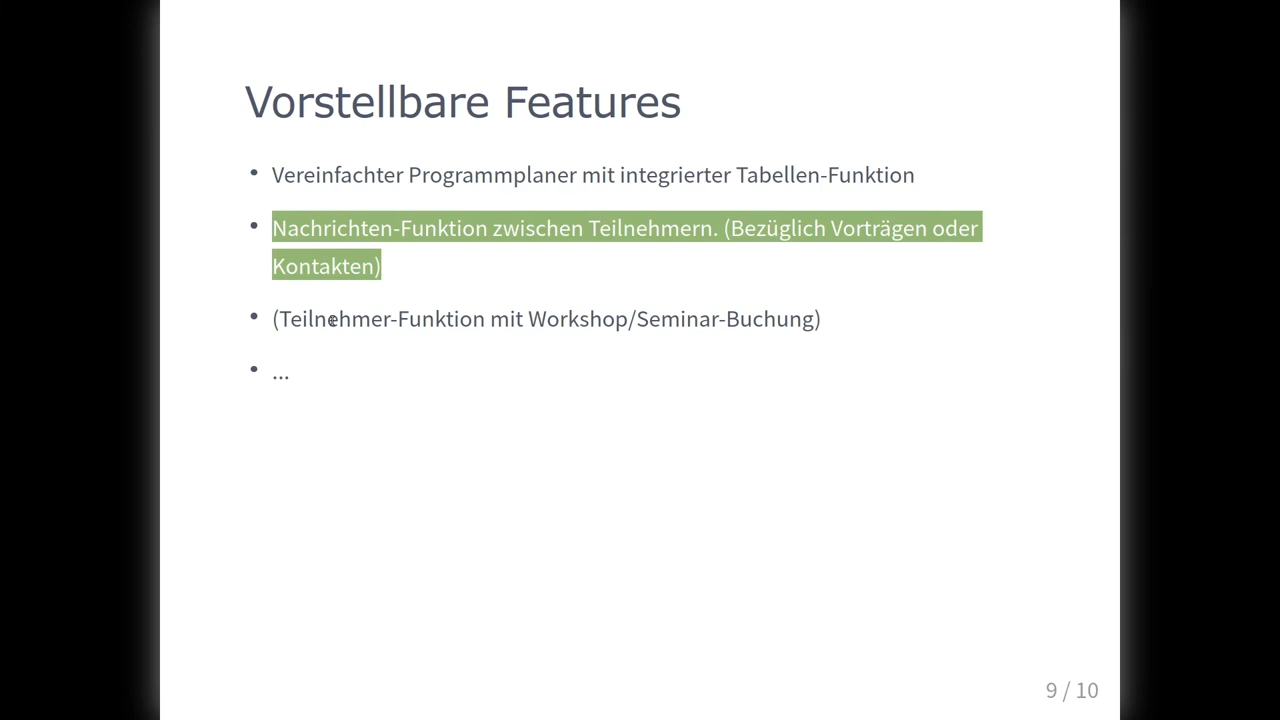 Vorstellbare Features
• Vereinfachter Programmplaner mit integrierter Tabellen-Funktion
• Nachrichten-Funktion zwischen Teilnehmern. (Bezüglich Vorträgen oder
Kontakten)
• (Teilnehmer-Funktion mit Workshop/Seminar-Buchung)
• ...
9 / 10